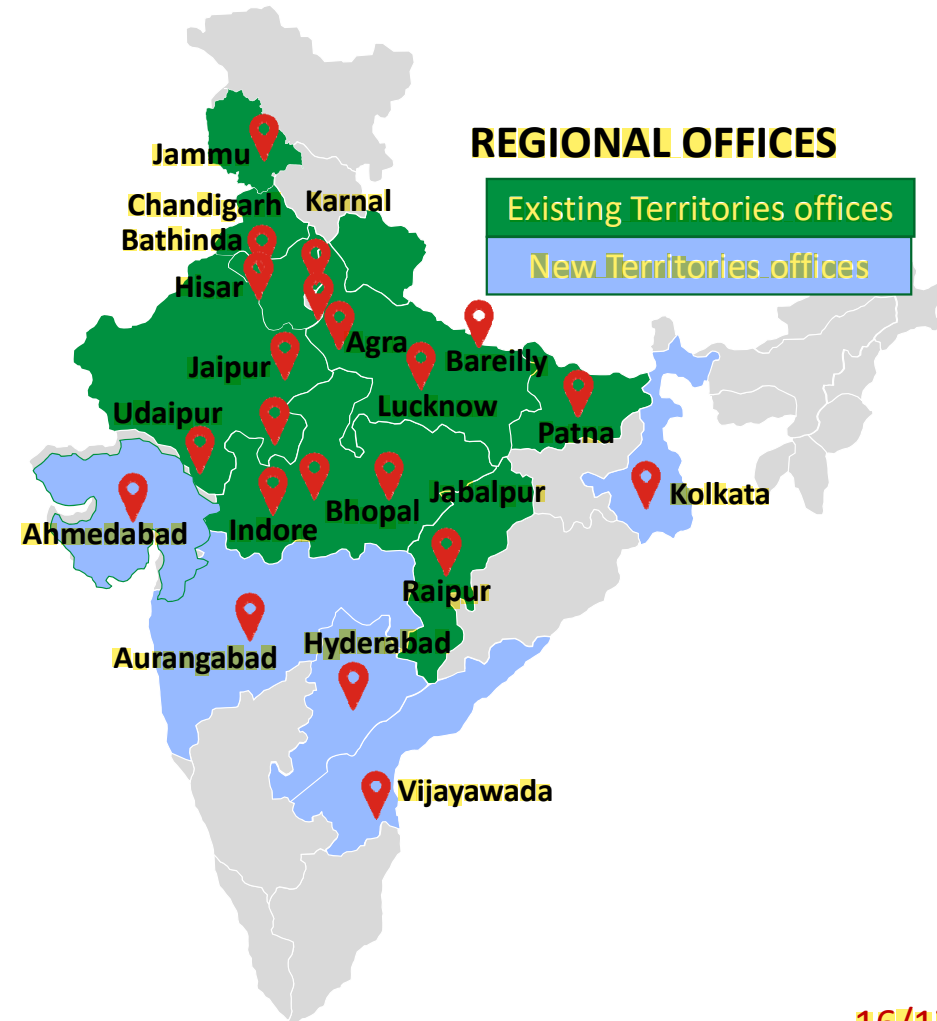 REGIONAL OFFICES
Existing Territories offices
New Territories offices
Jammu
Chandigarh
Karnal
Bathinda
Hisar
Agra
Bareilly
Jaipur
Lucknow
Udaipur
Patna
Jabalpur
Kolkata
Bhopal
Indore
Ahmedabad
Raipur
Hyderabad
Aurangabad
Vijayawada